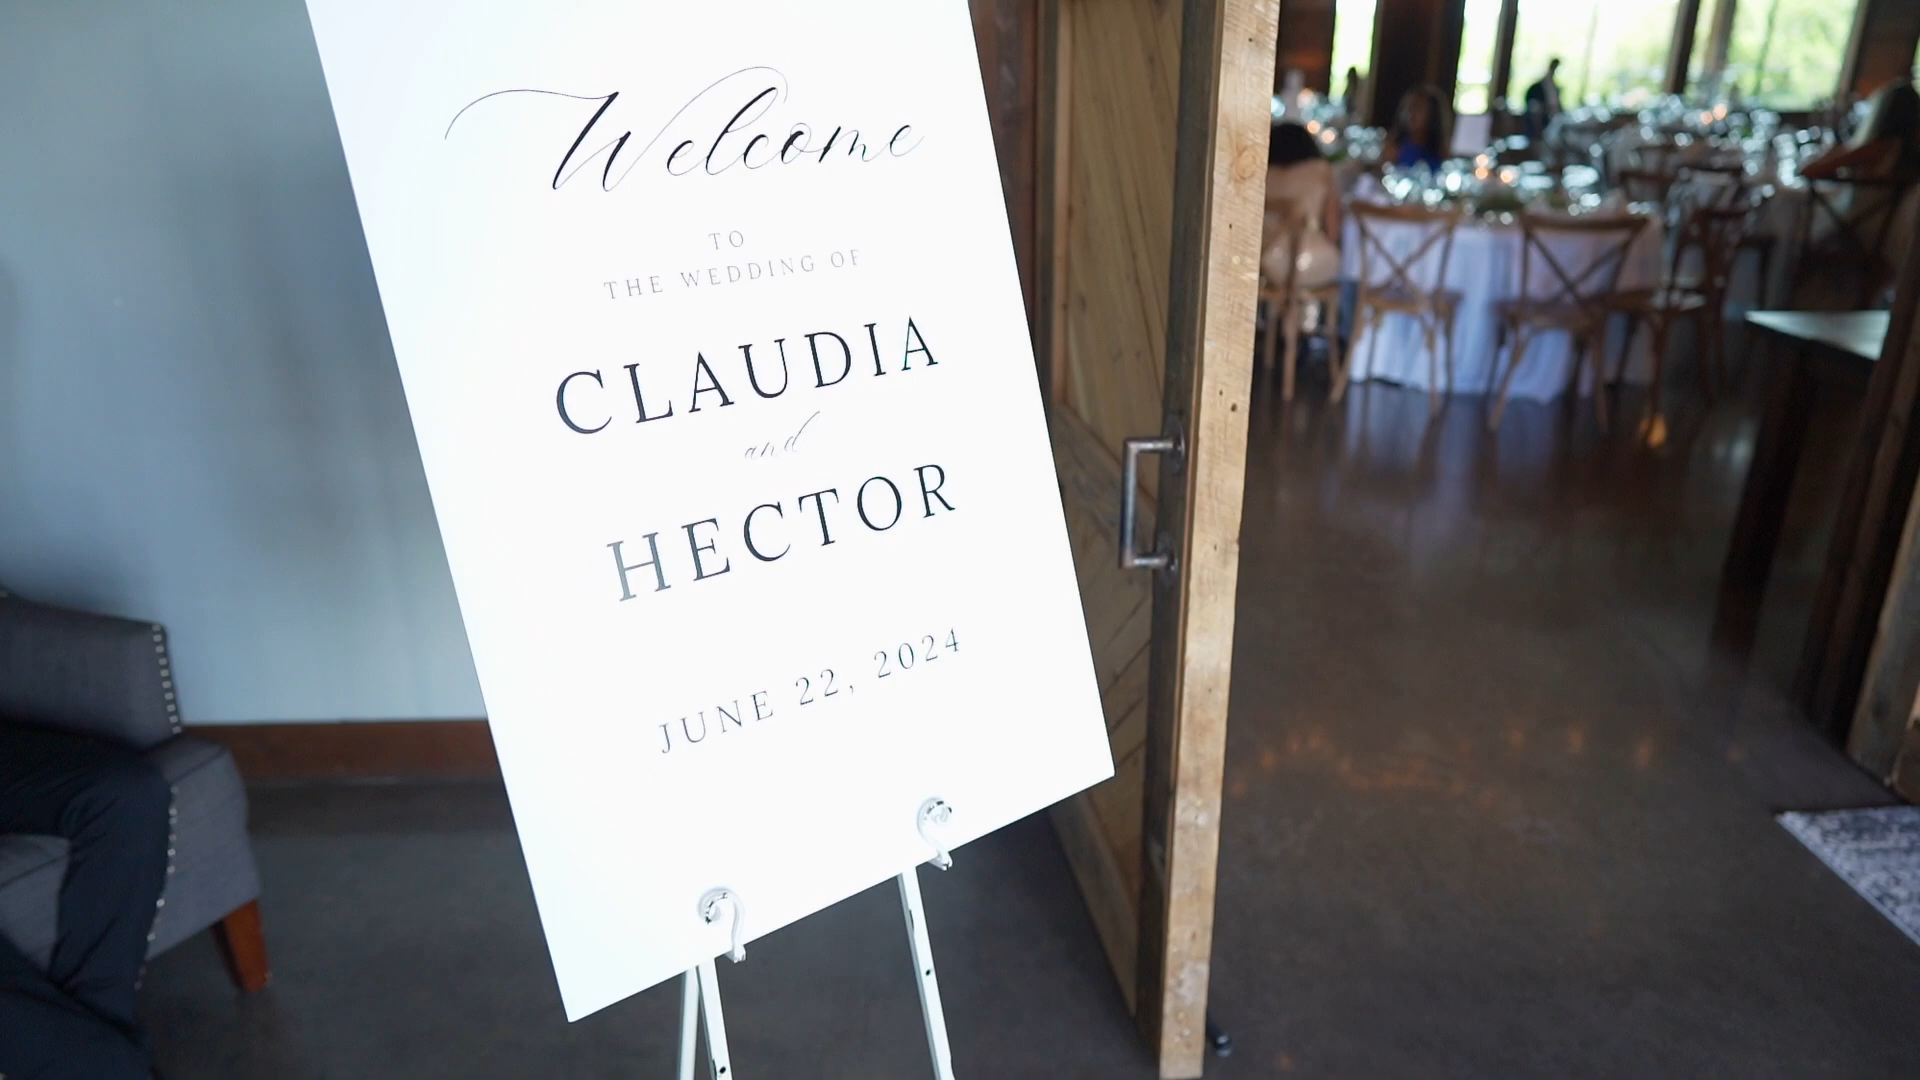 Welcome
TO
THE WEDDING OF
CLAUDIA
and
HECTOR
JUNE 22, 2024